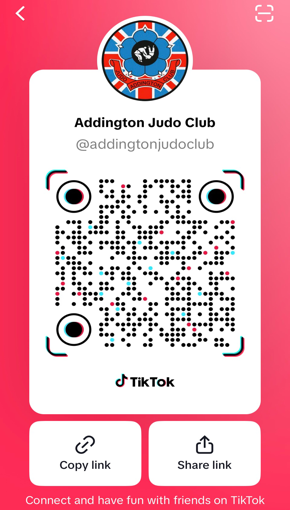 Addington Judo Club
@addingtonjudoclub
TikTok
Copy link
Share link
Connect and have fun with friends on TikTok